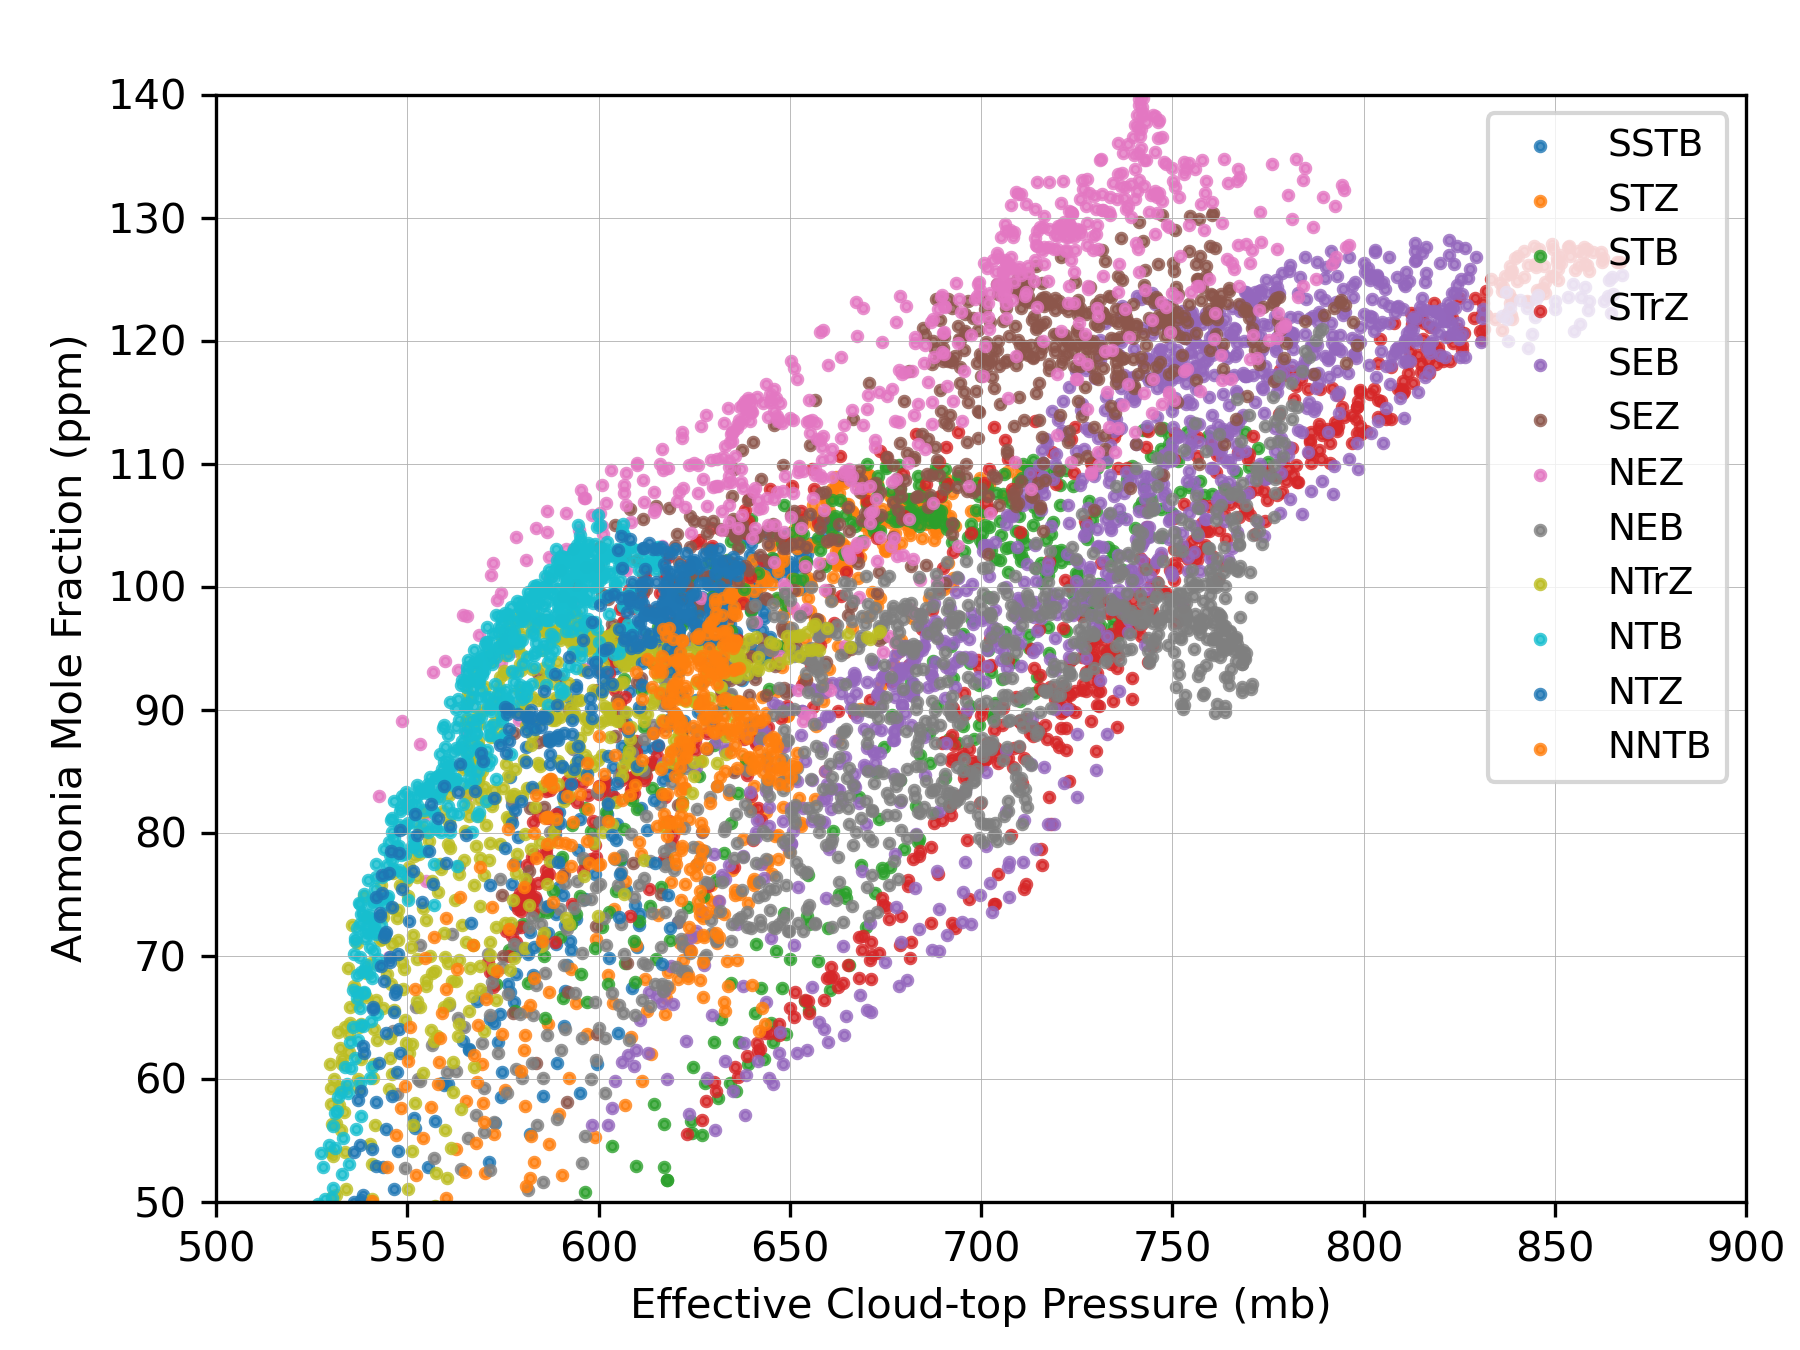 140
130
120
110
100
90
80
70
60
50
Ammonia Mole Fraction (ppm)
SSTB
STZ
STB
STrZ
SEB
SEZ
NEZ
NEB
NTrZ
NTB
NTZ
NNTB
500 550 600 650 700 750 800 850 900
Effective Cloud-top Pressure (mb)